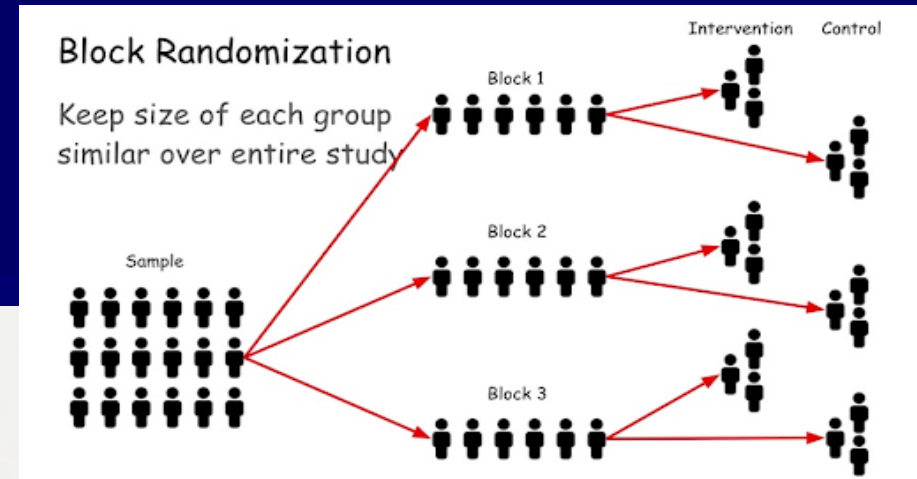 Block Randomization
Keep size of each group
similar over entire study
Intervention
Control
Sample
Block 1
Block 2
Block 3